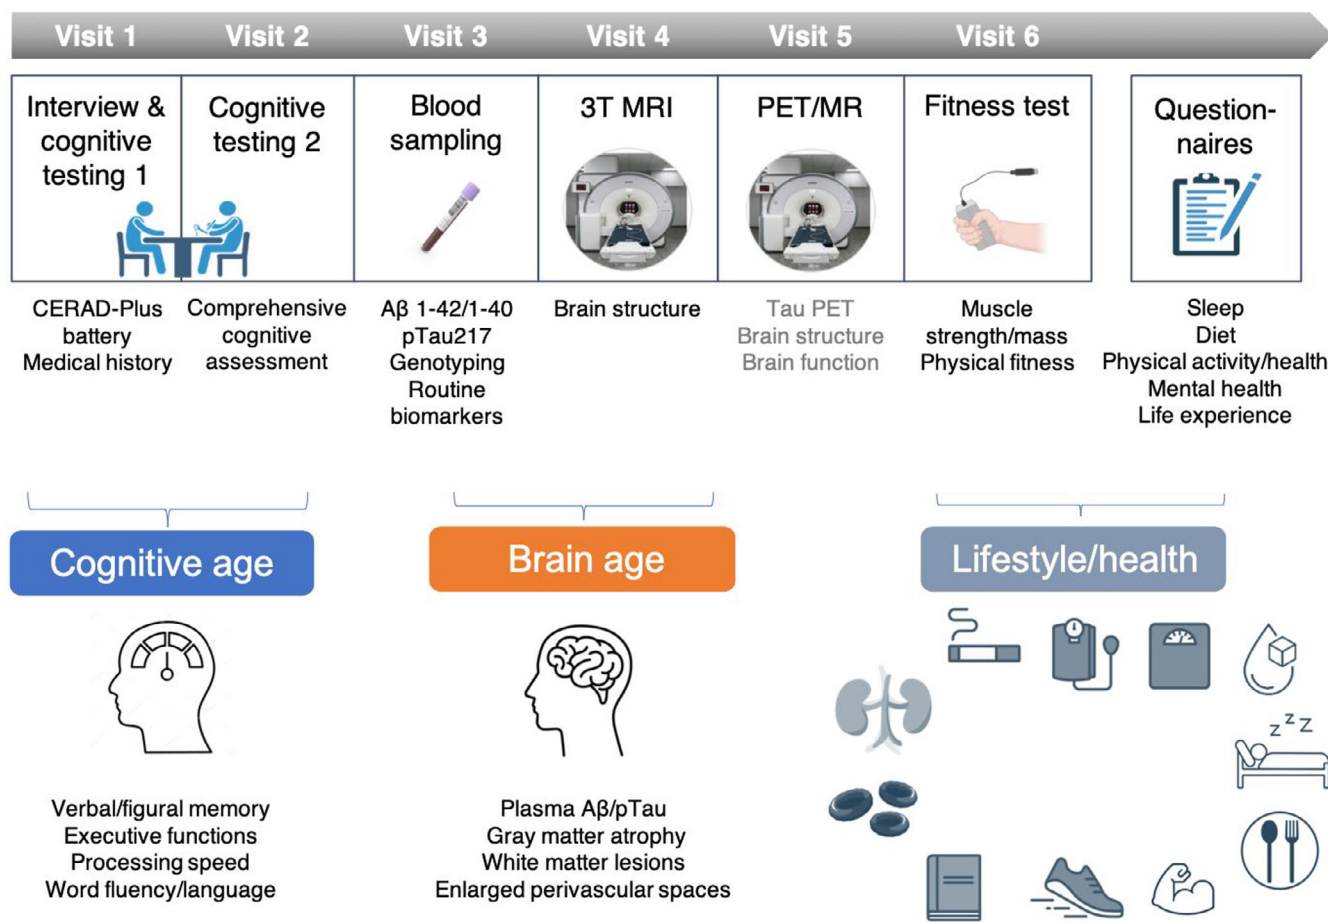 Visit 1
Visit 2
Visit 3
Visit 4
Visit 5
Visit 6
Interview &
cognitive
testing 1
Cognitive
testing 2
Blood
sampling
3T MRI
PET/MR
Fitness test
Question-
naires
CERAD-Plus
battery
Medical history
Comprehensive
cognitive
assessment
Aβ 1-42/1-40
pTau217
Genotyping
Routine
biomarkers
Brain structure
Tau PET
Brain structure
Brain function
Muscle
strength/mass
Physical fitness
Sleep
Diet
Physical activity/health
Mental health
Life experience
Cognitive age
Brain age
Lifestyle/health
z z Z
Verbal/figural memory
Executive functions
Processing speed
Word fluency/language
Plasma Aβ/pTau
Gray matter atrophy
White matter lesions
Enlarged perivascular spaces